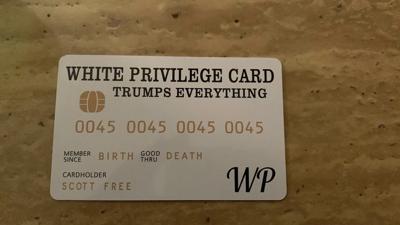 WHITE PRIVILEGE CARD
TRUMPS EVERYTHING
0045 0045 0045 0045
MEMBER SINCE BIRTH GOOD THRU DEATH
CARDHOLDER
SCOTT FREE
WP